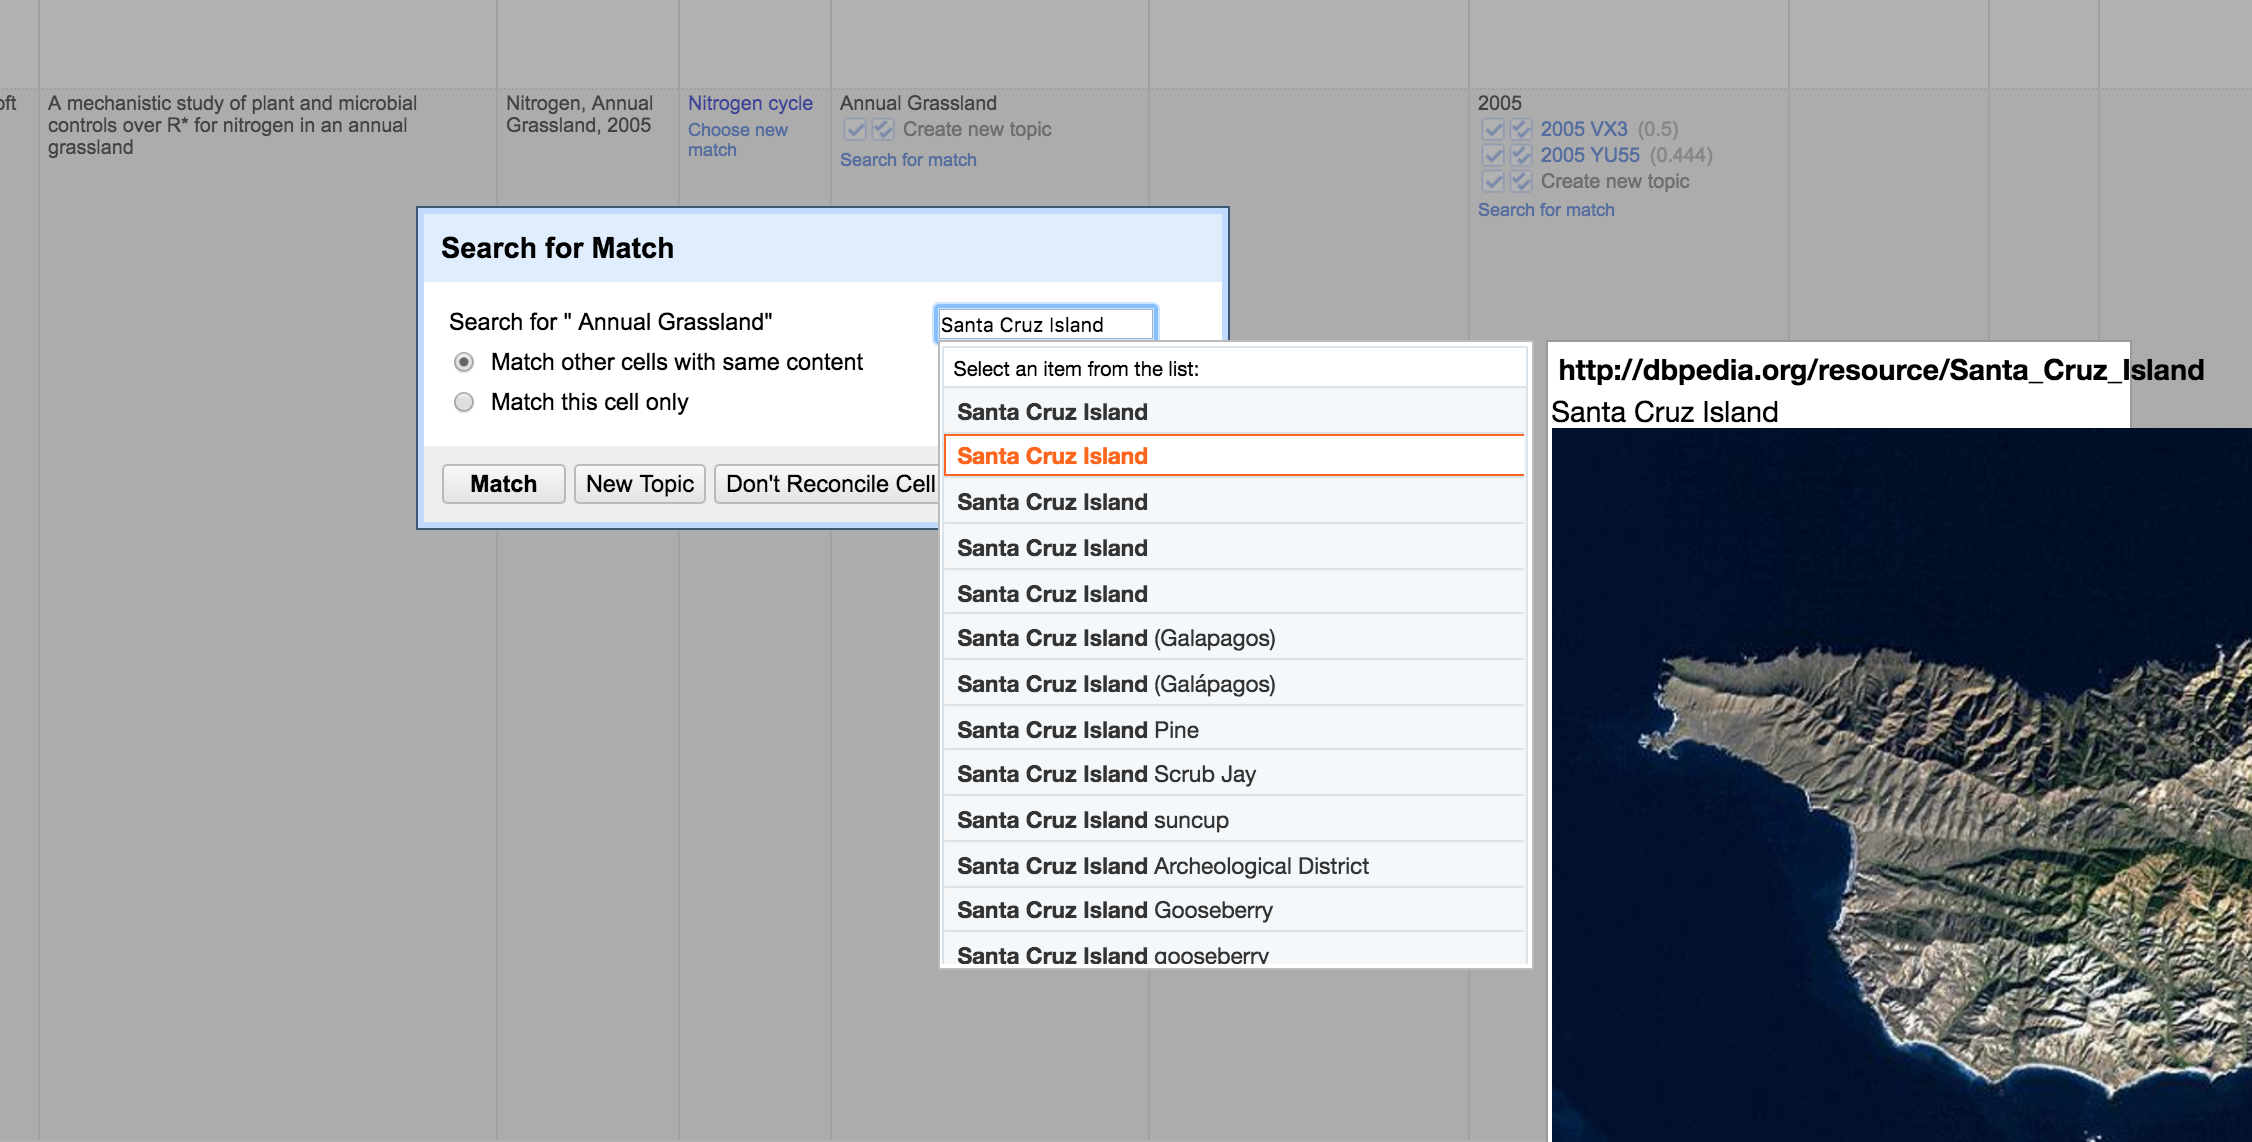 oft
A mechanistic study of plant and microbial
controls over R* for nitrogen in an annual
grassland
Nitrogen, Annual
Grassland, 2005
Nitrogen cycle
Choose new
match
Annual Grassland
Create new topic
Search for match
2005
2005 VX3 (0.5)
2005 YU55 (0.444)
Create new topic
Search for match
Search for Match
Search for " Annual Grassland"
Santa Cruz Island
Match other cells with same content
Match this cell only
Match
New Topic
Don't Reconcile Cell
Select an item from the list:
Santa Cruz Island
Santa Cruz Island
Santa Cruz Island
Santa Cruz Island
Santa Cruz Island
Santa Cruz Island (Galapagos)
Santa Cruz Island (Galápagos)
Santa Cruz Island Pine
Santa Cruz Island Scrub Jay
Santa Cruz Island suncup
Santa Cruz Island Archeological District
Santa Cruz Island Gooseberry
Santa Cruz Island gooseberry
http://dbpedia.org/resource/Santa_Cruz_Island
Santa Cruz Island